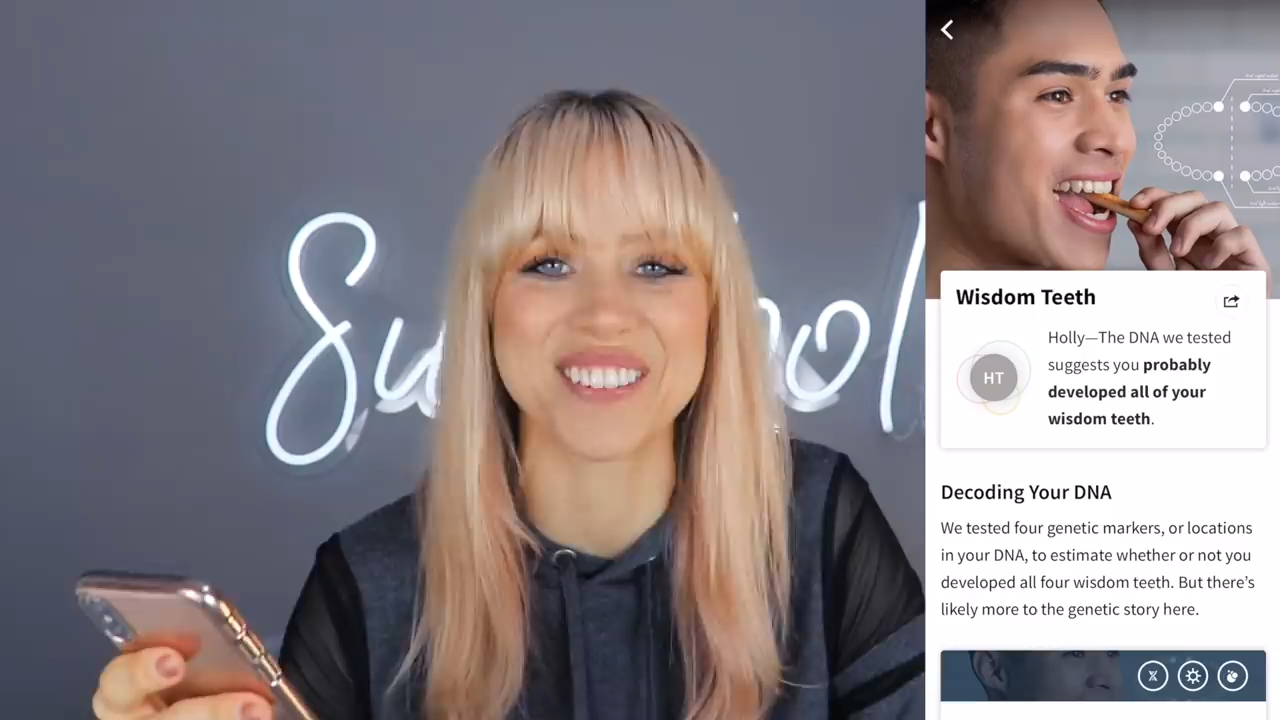 Wisdom Teeth
Holly—The DNA we tested
suggests you probably
HT
developed all of your
wisdom teeth.
Decoding Your DNA
We tested four genetic markers, or locations
in your DNA, to estimate whether or not you
developed all four wisdom teeth. But there's
likely more to the genetic story here.